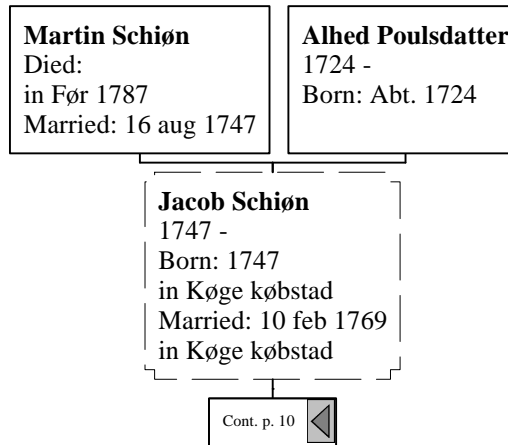 Martin Schiøn
Died:
in Før 1787
Married: 16 aug 1747
Alhed Poulsdatter
1724 -
Born: Abt. 1724
Jacob Schiøn
1747 -
Born: 1747
in Køge købstad
Married: 10 feb 1769
in Køge købstad
Cont. p. 10